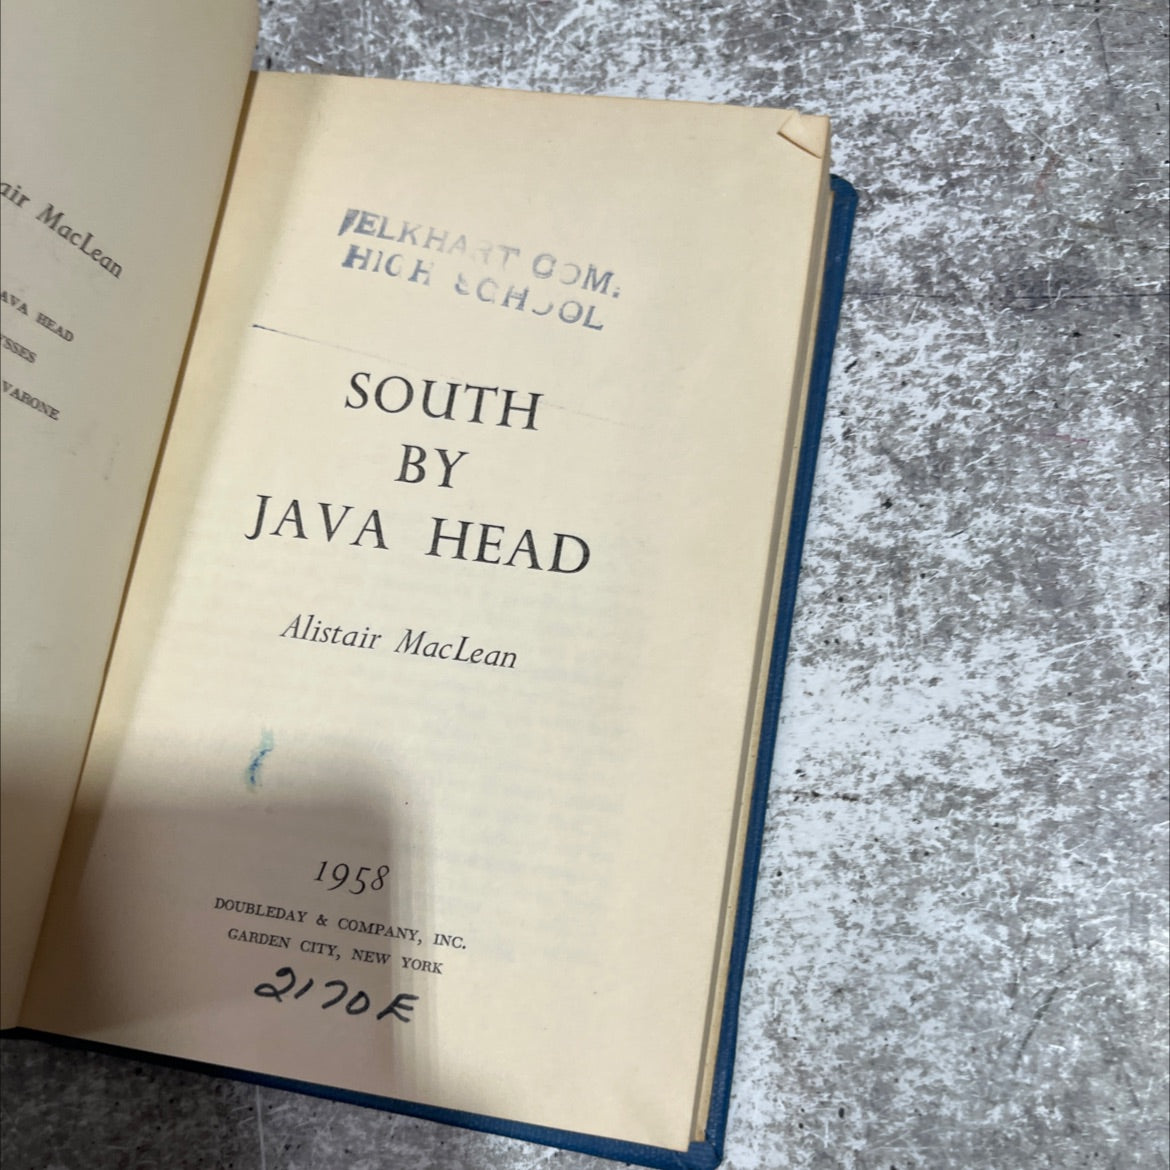 air MacLean
AVA HEAD
YSSES
VARONE
ELKHART COM.
HIGH SCHOOL
SOUTH
BY
JAVA HEAD
Alistair MacLean
1958
DOUBLEDAY & COMPANY, INC.
GARDEN CITY, NEW YORK
2170E